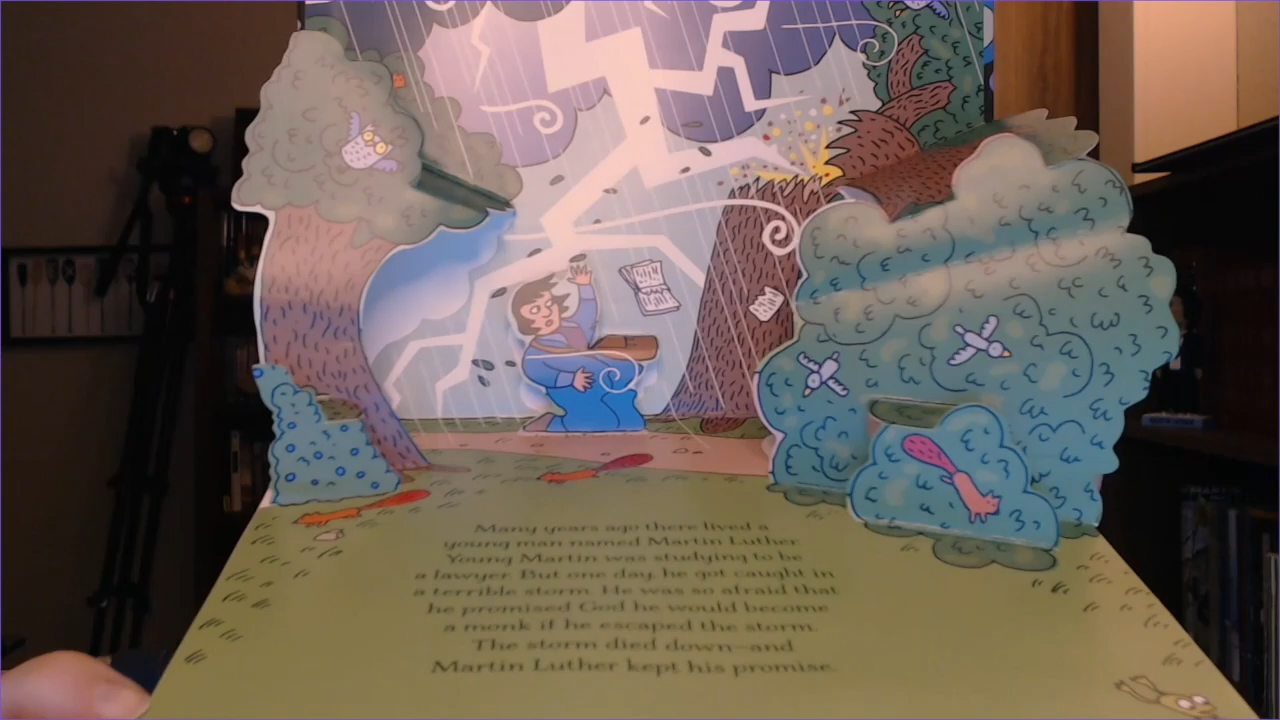 Many years ago there lived a
young man named Martin Luther.
Young Martin was studying to be
a lawyer. But one day, he got caught in
a terrible storm. He was so afraid that
he promised God he would become
a monk if he escaped the storm.
The storm died down—and
Martin Luther kept his promise.